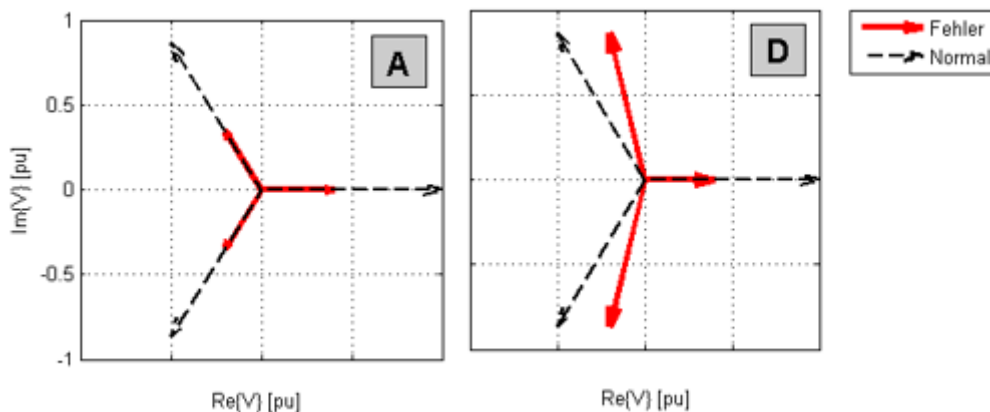 1
0.5
0
-0.5
-1
Im{V} [pu]
A
Re{V} [pu]
D
Re{V} [pu]
Fehler
Normal